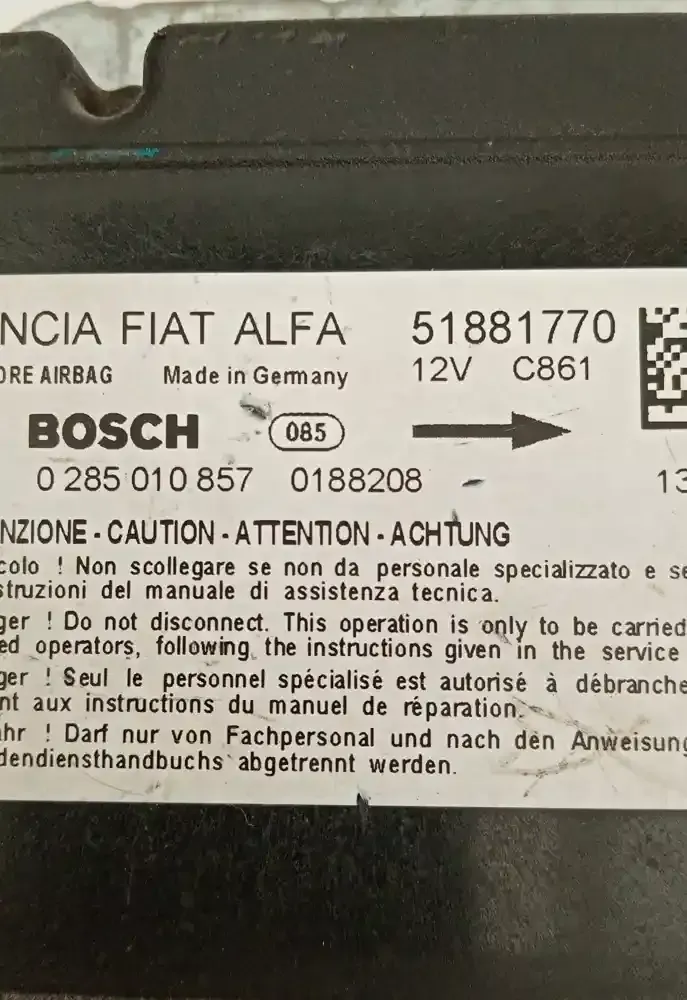 NCIA FIAT ALFA 51881770
ORE AIRBAG Made in Germany 12V C861
BOSCH 085
0 285 010 857 0188208 13
NZIONE - CAUTION - ATTENTION - ACHTUNG
colo ! Non scollegare se non da personale specializzato e se
struzioni del manuale di assistenza tecnica.
ger ! Do not disconnect. This operation is only to be carried
ed operators, following the instructions given in the service
ger ! Seul le personnel spécialisé est autorisé à débranche
nt aux instructions du manuel de réparation.
ahr ! Darf nur von Fachpersonal und nach den Anweisung
dendiensthandbuchs abgetrennt werden.